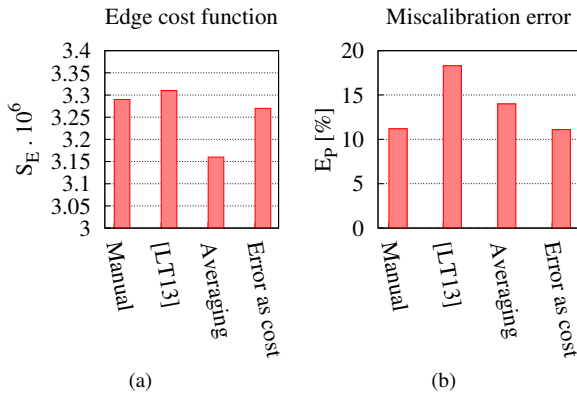 Edge cost function
S_E . 10^6
3.4
3.35
3.3
3.25
3.2
3.15
3.1
3.05
3
Manual
[LT13]
Averaging
Error as cost
(a)
Miscalibration error
E_P [%]
20
15
10
5
0
Manual
[LT13]
Averaging
Error as cost
(b)